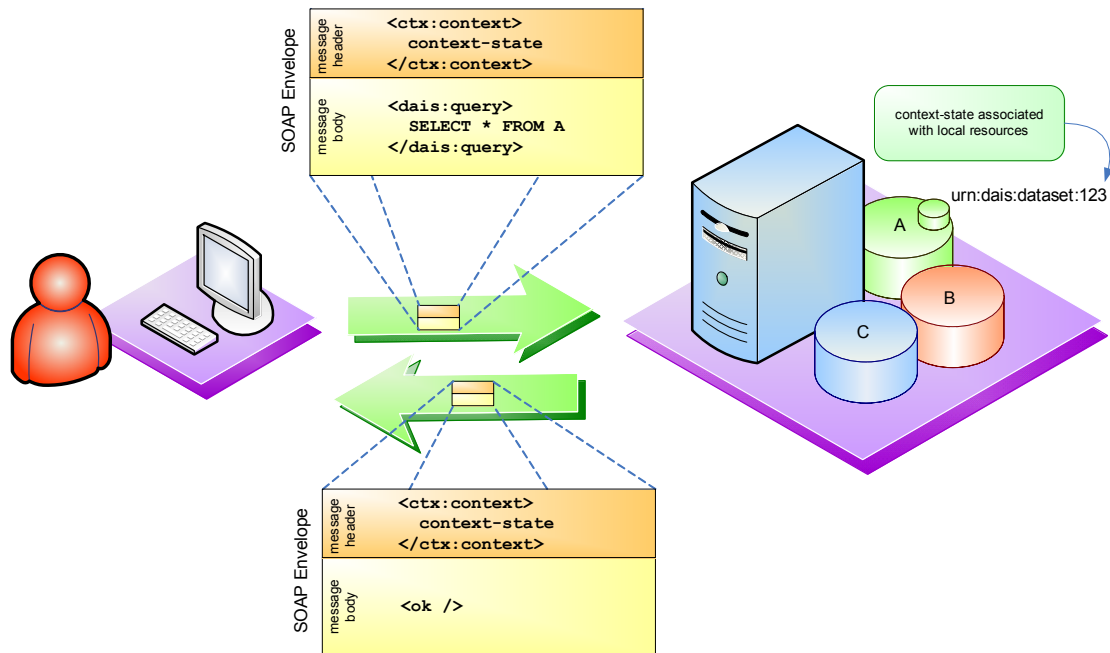 SOAP Envelope
message
header
<ctx:context>
context-state
</ctx:context>
message
body
<dais:query>
SELECT * FROM A
</dais:query>
context-state associated
with local resources
urn:dais:dataset:123
A
B
C
SOAP Envelope
message
header
<ctx:context>
context-state
</ctx:context>
message
body
<ok />